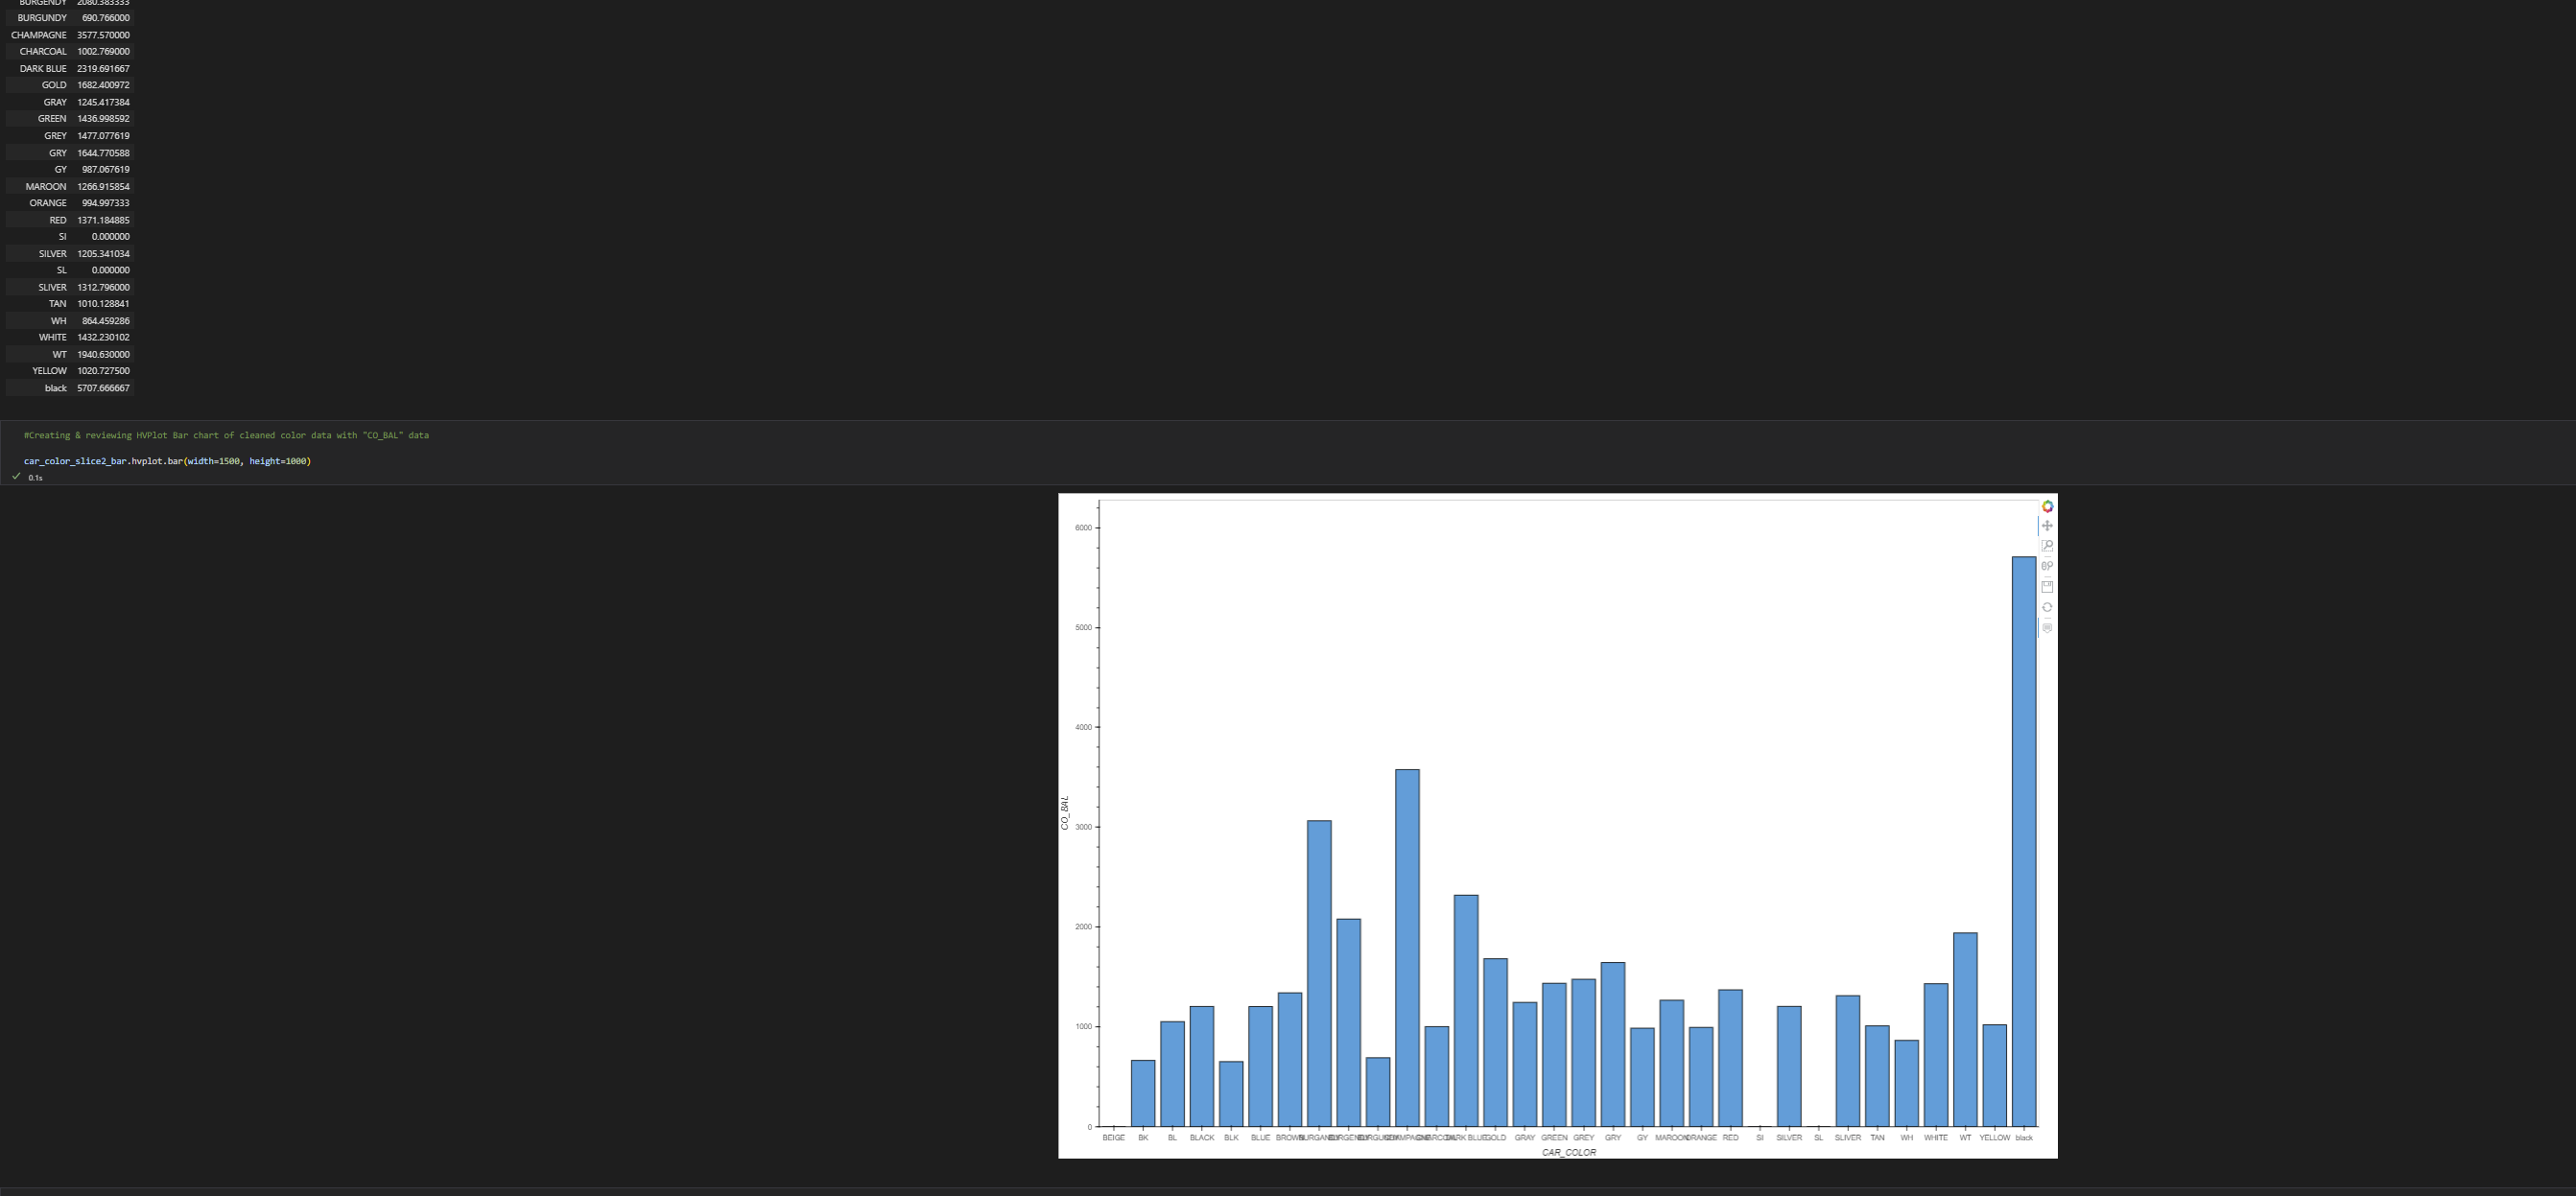 BURGENDY 2080.383333
BURGUNDY 690.766000
CHAMPAGNE 3577.570000
CHARCOAL 1002.769000
DARK BLUE 2319.691667
GOLD 1682.400972
GRAY 1245.417384
GREEN 1436.998592
GREY 1477.077619
GRY 1644.770588
GY 987.067619
MAROON 1266.915854
ORANGE 994.997333
RED 1371.184885
SI 0.000000
SILVER 1205.341034
SL 0.000000
SLIVER 1312.796000
TAN 1010.128841
WH 864.459286
WHITE 1432.230102
WT 1940.630000
YELLOW 1020.727500
black 5707.666667
#Creating & reviewing HVPlot Bar chart of cleaned color data with "CO_BAL" data
car_color_slice2_bar.hvplot.bar(width=1500, height=1000)
0.1s
6000
5000
4000
3000
2000
1000
0
CO_BAL
BEIGE BK BL BLACK BLK BLUE BROWN DARK BLUE GOLD GRAY GREEN GREY GRY GY MAROON ORANGE RED SI SILVER SL SLIVER TAN WH WHITE WT YELLOW black
CAR_COLOR